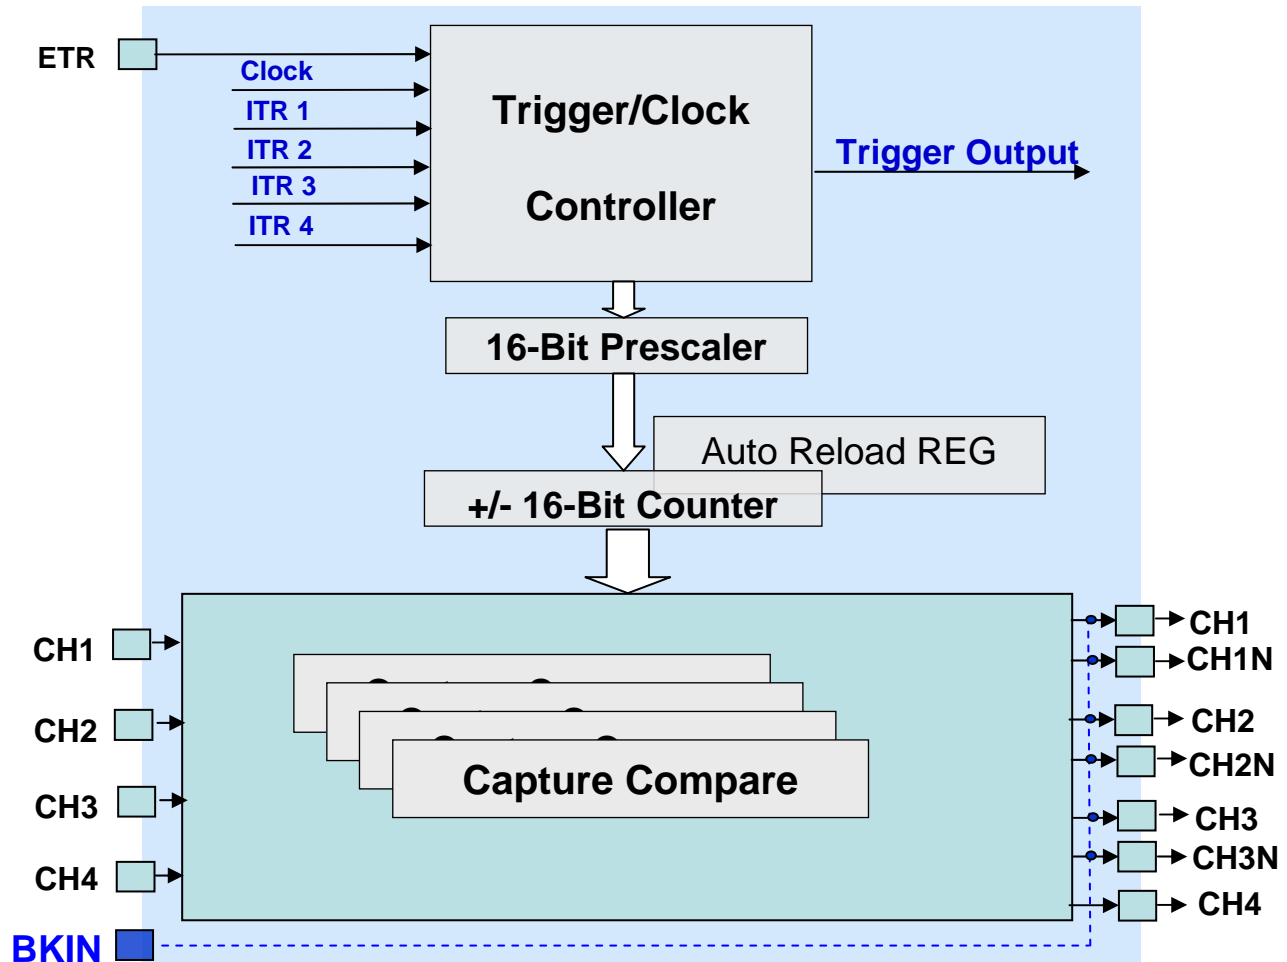 ETR
Clock
ITR 1
ITR 2
ITR 3
ITR 4
Trigger/Clock
Controller
Trigger Output
16-Bit Prescaler
Auto Reload REG
+/- 16-Bit Counter
CH1
CH2
CH3
CH4
BKIN
Capture Compare
CH1
CH1N
CH2
CH2N
CH3
CH3N
CH4